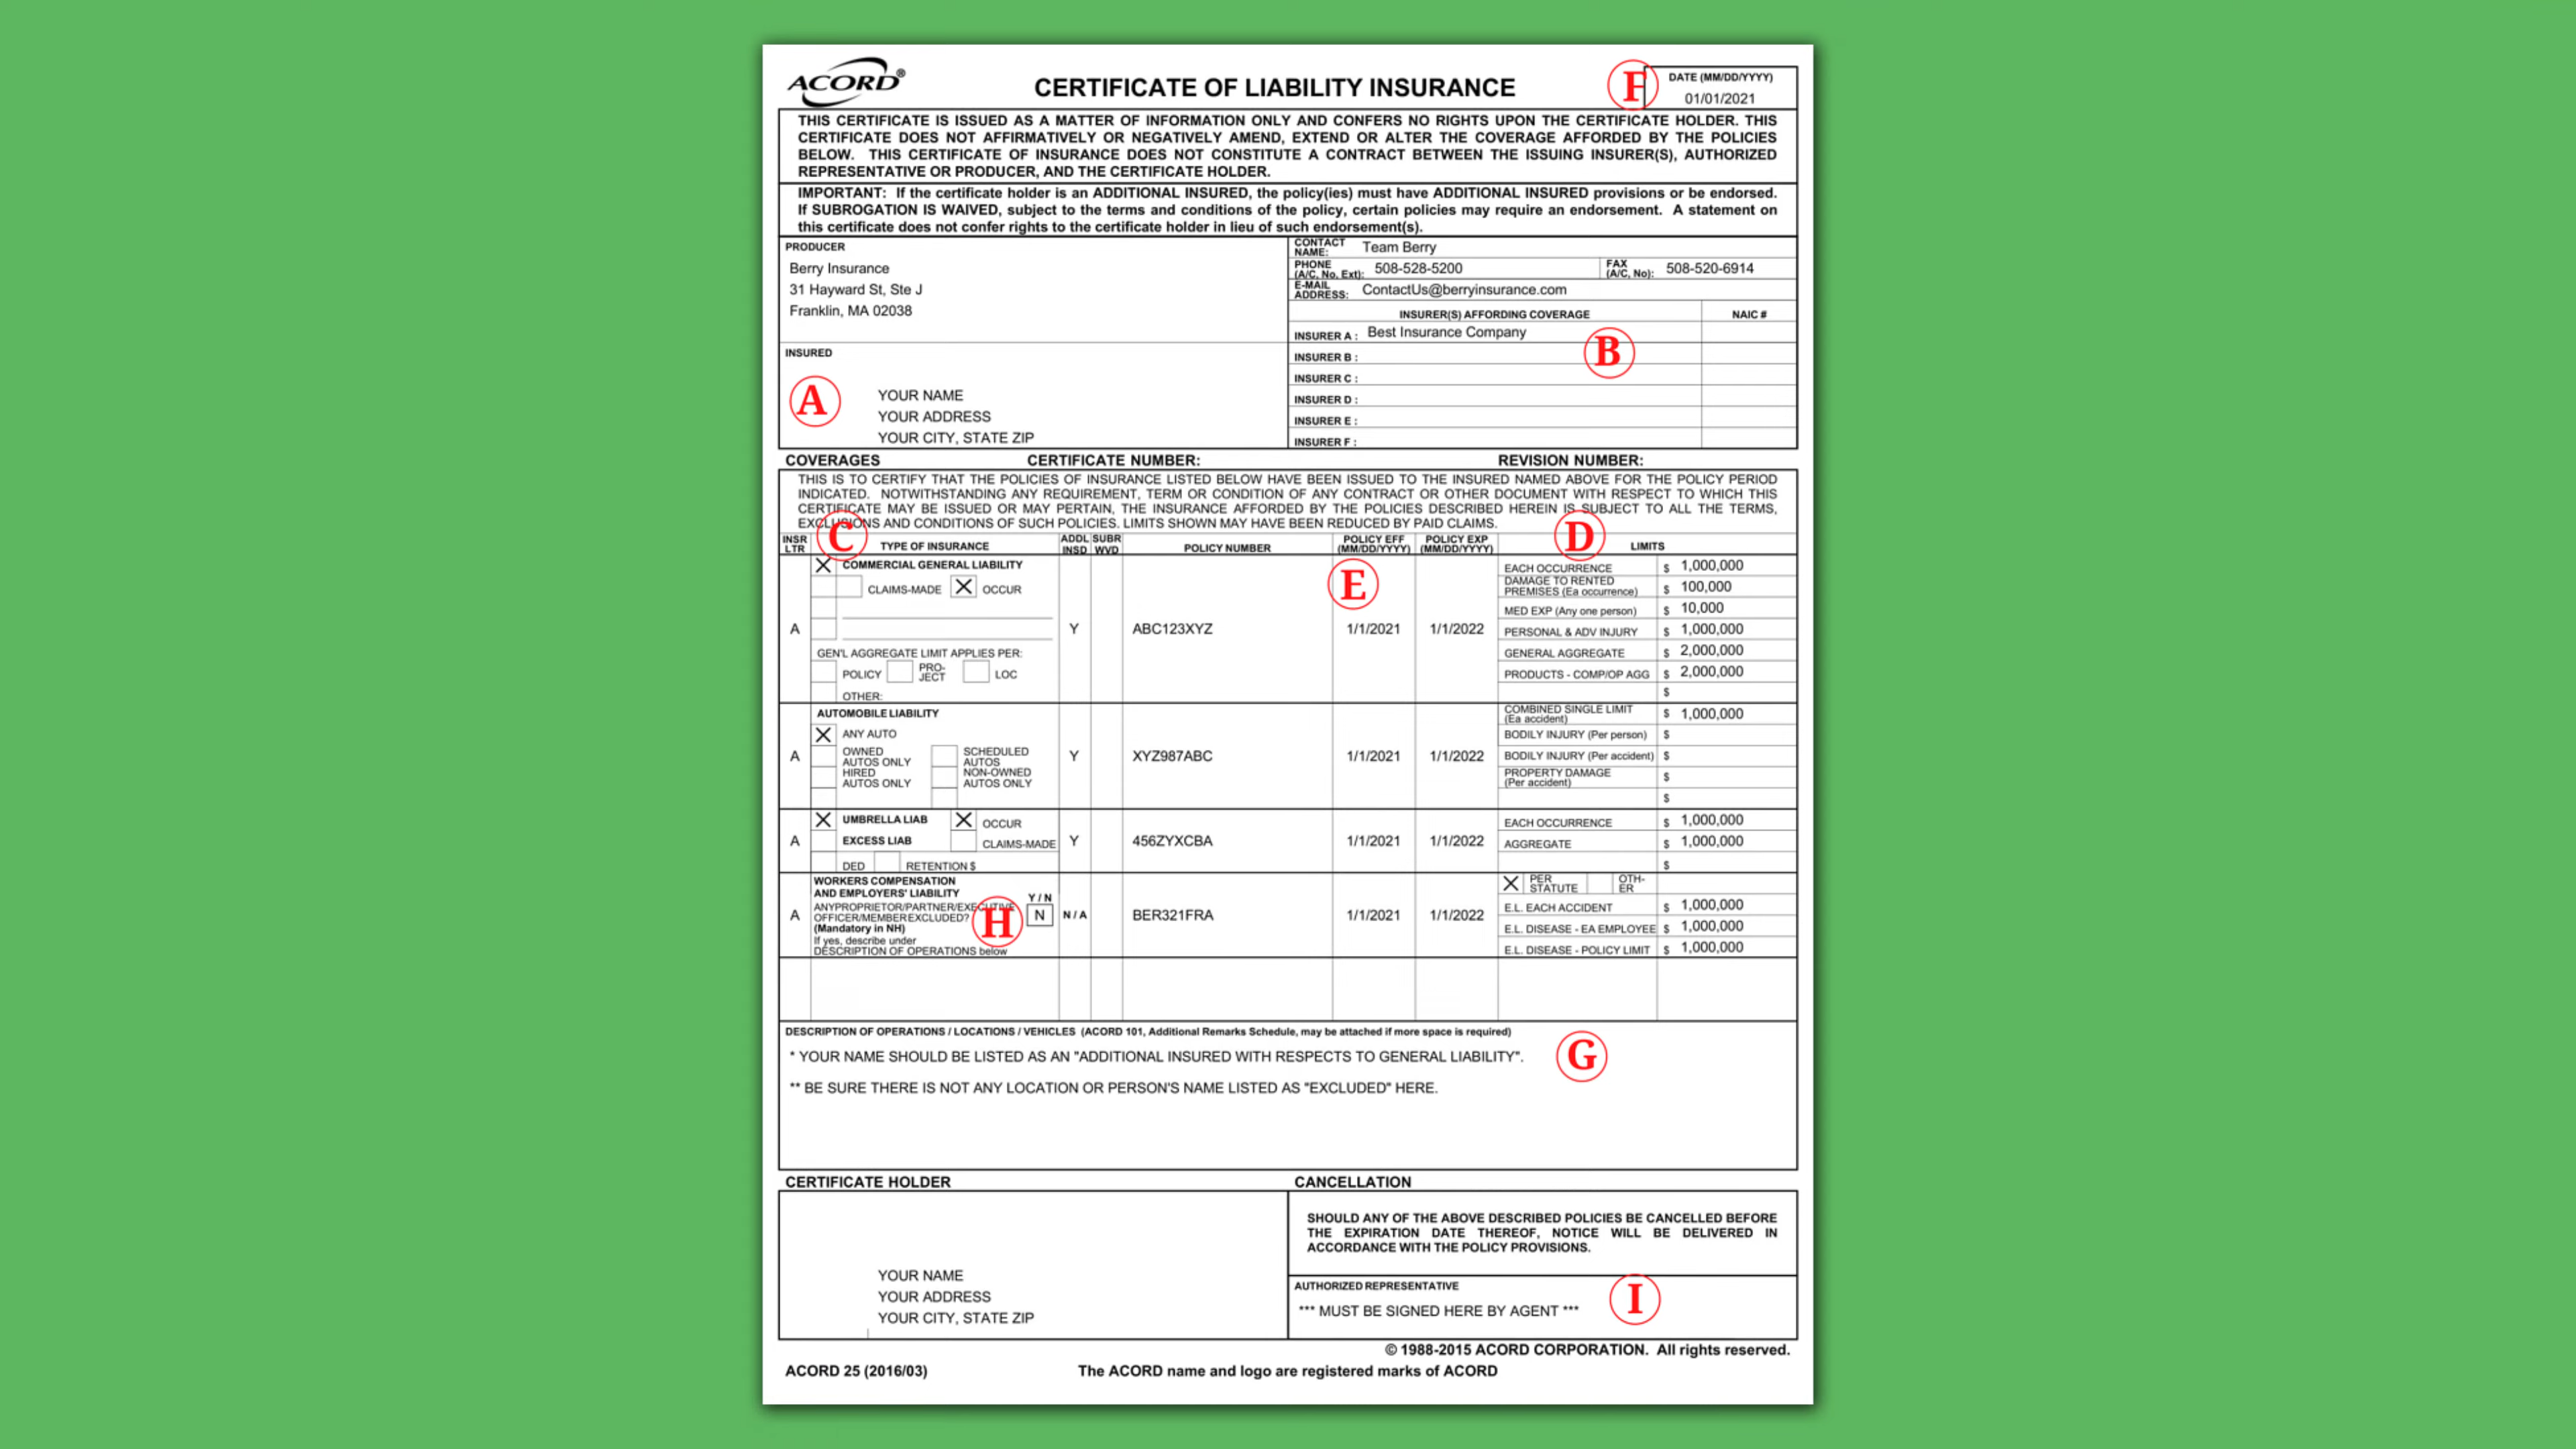 ACORD®
CERTIFICATE OF LIABILITY INSURANCE
F
DATE (MM/DD/YYYY)
01/01/2021
THIS CERTIFICATE IS ISSUED AS A MATTER OF INFORMATION ONLY AND CONFERS NO RIGHTS UPON THE CERTIFICATE HOLDER. THIS
CERTIFICATE DOES NOT AFFIRMATIVELY OR NEGATIVELY AMEND, EXTEND OR ALTER THE COVERAGE AFFORDED BY THE POLICIES
BELOW. THIS CERTIFICATE OF INSURANCE DOES NOT CONSTITUTE A CONTRACT BETWEEN THE ISSUING INSURER(S), AUTHORIZED
REPRESENTATIVE OR PRODUCER, AND THE CERTIFICATE HOLDER.
IMPORTANT: If the certificate holder is an ADDITIONAL INSURED, the policy(ies) must have ADDITIONAL INSURED provisions or be endorsed.
If SUBROGATION IS WAIVED, subject to the terms and conditions of the policy, certain policies may require an endorsement. A statement on
this certificate does not confer rights to the certificate holder in lieu of such endorsement(s).
PRODUCER
Berry Insurance
31 Hayward St, Ste J
Franklin, MA 02038
CONTACT NAME: Team Berry
PHONE (A/C, No, Ext): 508-528-5200
FAX (A/C, No): 508-520-6914
E-MAIL ADDRESS: ContactUs@berryinsurance.com
INSURER(S) AFFORDING COVERAGE NAIC #
INSURER A : Best Insurance Company
B
INSURER B :
INSURER C :
INSURER D :
INSURER E :
INSURER F :
INSURED
A
YOUR NAME
YOUR ADDRESS
YOUR CITY, STATE ZIP
COVERAGES CERTIFICATE NUMBER: REVISION NUMBER:
THIS IS TO CERTIFY THAT THE POLICIES OF INSURANCE LISTED BELOW HAVE BEEN ISSUED TO THE INSURED NAMED ABOVE FOR THE POLICY PERIOD
INDICATED. NOTWITHSTANDING ANY REQUIREMENT, TERM OR CONDITION OF ANY CONTRACT OR OTHER DOCUMENT WITH RESPECT TO WHICH THIS
CERTIFICATE MAY BE ISSUED OR MAY PERTAIN, THE INSURANCE AFFORDED BY THE POLICIES DESCRIBED HEREIN IS SUBJECT TO ALL THE TERMS,
EXCLUSIONS AND CONDITIONS OF SUCH POLICIES. LIMITS SHOWN MAY HAVE BEEN REDUCED BY PAID CLAIMS.
C
D
INSR LTR TYPE OF INSURANCE ADDL INSD SUBR WVD POLICY NUMBER POLICY EFF (MM/DD/YYYY) POLICY EXP (MM/DD/YYYY) LIMITS
X COMMERCIAL GENERAL LIABILITY
CLAIMS-MADE X OCCUR
GEN'L AGGREGATE LIMIT APPLIES PER:
POLICY PRO-JECT LOC
OTHER:
A Y ABC123XYZ 1/1/2021 1/1/2022
E
EACH OCCURRENCE $ 1,000,000
DAMAGE TO RENTED PREMISES (Ea occurrence) $ 100,000
MED EXP (Any one person) $ 10,000
PERSONAL & ADV INJURY $ 1,000,000
GENERAL AGGREGATE $ 2,000,000
PRODUCTS - COMP/OP AGG $ 2,000,000
$
AUTOMOBILE LIABILITY
X ANY AUTO
OWNED AUTOS ONLY SCHEDULED AUTOS
HIRED AUTOS ONLY NON-OWNED AUTOS ONLY
A Y XYZ987ABC 1/1/2021 1/1/2022
COMBINED SINGLE LIMIT (Ea accident) $ 1,000,000
BODILY INJURY (Per person) $
BODILY INJURY (Per accident) $
PROPERTY DAMAGE (Per accident) $
$
X UMBRELLA LIAB X OCCUR
EXCESS LIAB CLAIMS-MADE
DED RETENTION $
A Y 456ZYXCBA 1/1/2021 1/1/2022
EACH OCCURRENCE $ 1,000,000
AGGREGATE $ 1,000,000
$
WORKERS COMPENSATION
AND EMPLOYERS' LIABILITY Y / N
ANYPROPRIETOR/PARTNER/EXECUTIVE
OFFICER/MEMBER EXCLUDED? N
(Mandatory in NH)
If yes, describe under
DESCRIPTION OF OPERATIONS below
H
A N / A BER321FRA 1/1/2021 1/1/2022
X PER STATUTE OTH-ER
E.L. EACH ACCIDENT $ 1,000,000
E.L. DISEASE - EA EMPLOYEE $ 1,000,000
E.L. DISEASE - POLICY LIMIT $ 1,000,000
DESCRIPTION OF OPERATIONS / LOCATIONS / VEHICLES (ACORD 101, Additional Remarks Schedule, may be attached if more space is required)
* YOUR NAME SHOULD BE LISTED AS AN "ADDITIONAL INSURED WITH RESPECTS TO GENERAL LIABILITY".
G
** BE SURE THERE IS NOT ANY LOCATION OR PERSON'S NAME LISTED AS "EXCLUDED" HERE.
CERTIFICATE HOLDER
YOUR NAME
YOUR ADDRESS
YOUR CITY, STATE ZIP
CANCELLATION
SHOULD ANY OF THE ABOVE DESCRIBED POLICIES BE CANCELLED BEFORE
THE EXPIRATION DATE THEREOF, NOTICE WILL BE DELIVERED IN
ACCORDANCE WITH THE POLICY PROVISIONS.
AUTHORIZED REPRESENTATIVE
*** MUST BE SIGNED HERE BY AGENT ***
I
© 1988-2015 ACORD CORPORATION. All rights reserved.
ACORD 25 (2016/03) The ACORD name and logo are registered marks of ACORD